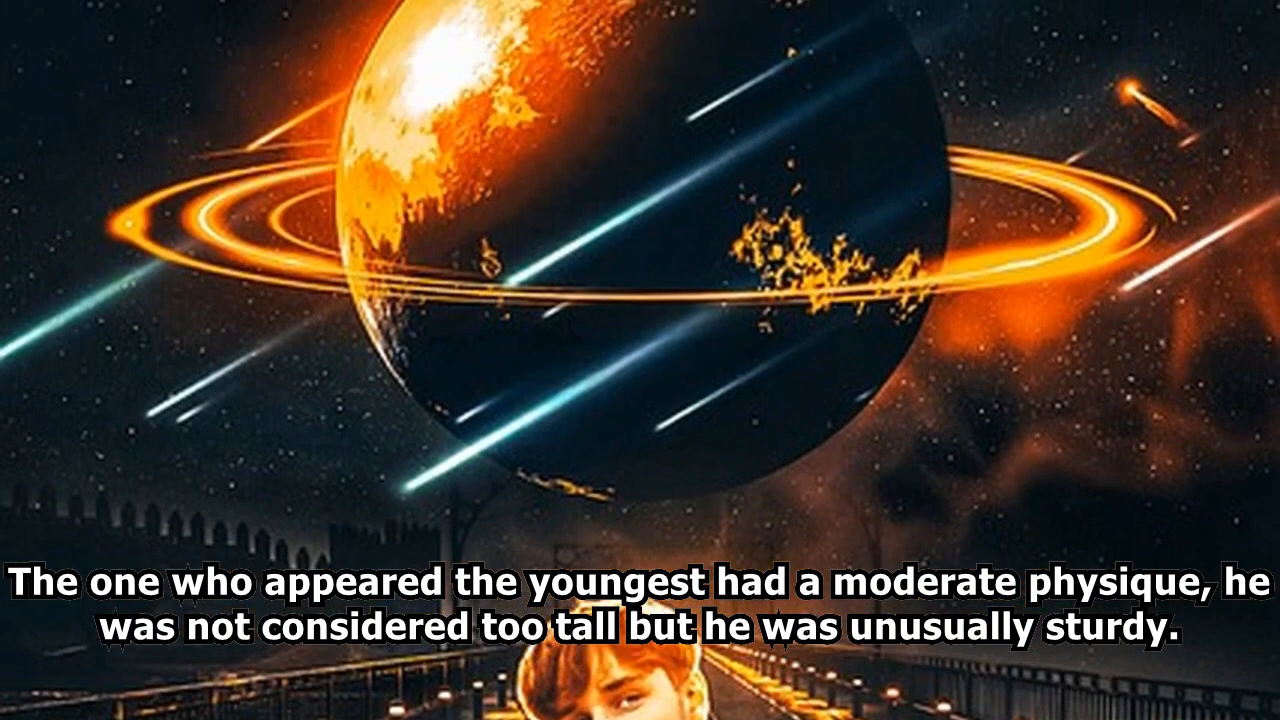 The one who appeared the youngest had a moderate physique, he
was not considered too tall but he was unusually sturdy.